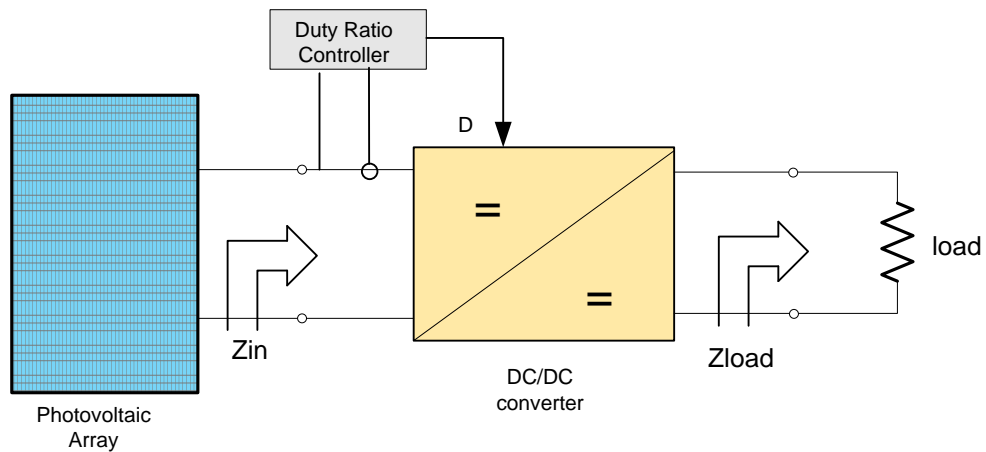 Duty Ratio
Controller
D
=
=
load
Zin
Zload
DC/DC
converter
Photovoltaic
Array